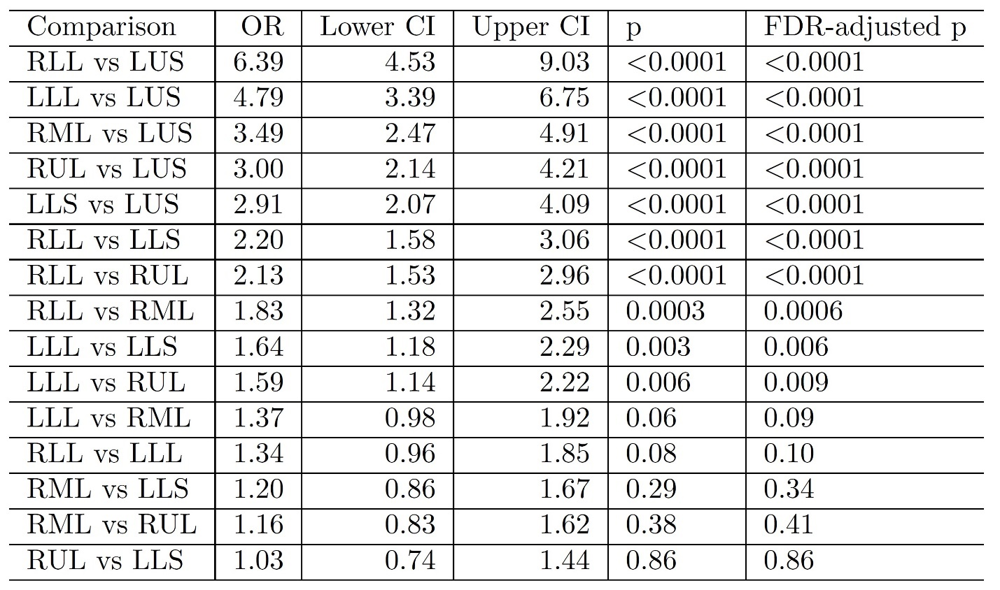 Comparison OR Lower CI Upper CI p FDR-adjusted p
RLL vs LUS 6.39 4.53 9.03 <0.0001 <0.0001
LLL vs LUS 4.79 3.39 6.75 <0.0001 <0.0001
RML vs LUS 3.49 2.47 4.91 <0.0001 <0.0001
RUL vs LUS 3.00 2.14 4.21 <0.0001 <0.0001
LLS vs LUS 2.91 2.07 4.09 <0.0001 <0.0001
RLL vs LLS 2.20 1.58 3.06 <0.0001 <0.0001
RLL vs RUL 2.13 1.53 2.96 <0.0001 <0.0001
RLL vs RML 1.83 1.32 2.55 0.0003 0.0006
LLL vs LLS 1.64 1.18 2.29 0.003 0.006
LLL vs RUL 1.59 1.14 2.22 0.006 0.009
LLL vs RML 1.37 0.98 1.92 0.06 0.09
RLL vs LLL 1.34 0.96 1.85 0.08 0.10
RML vs LLS 1.20 0.86 1.67 0.29 0.34
RML vs RUL 1.16 0.83 1.62 0.38 0.41
RUL vs LLS 1.03 0.74 1.44 0.86 0.86